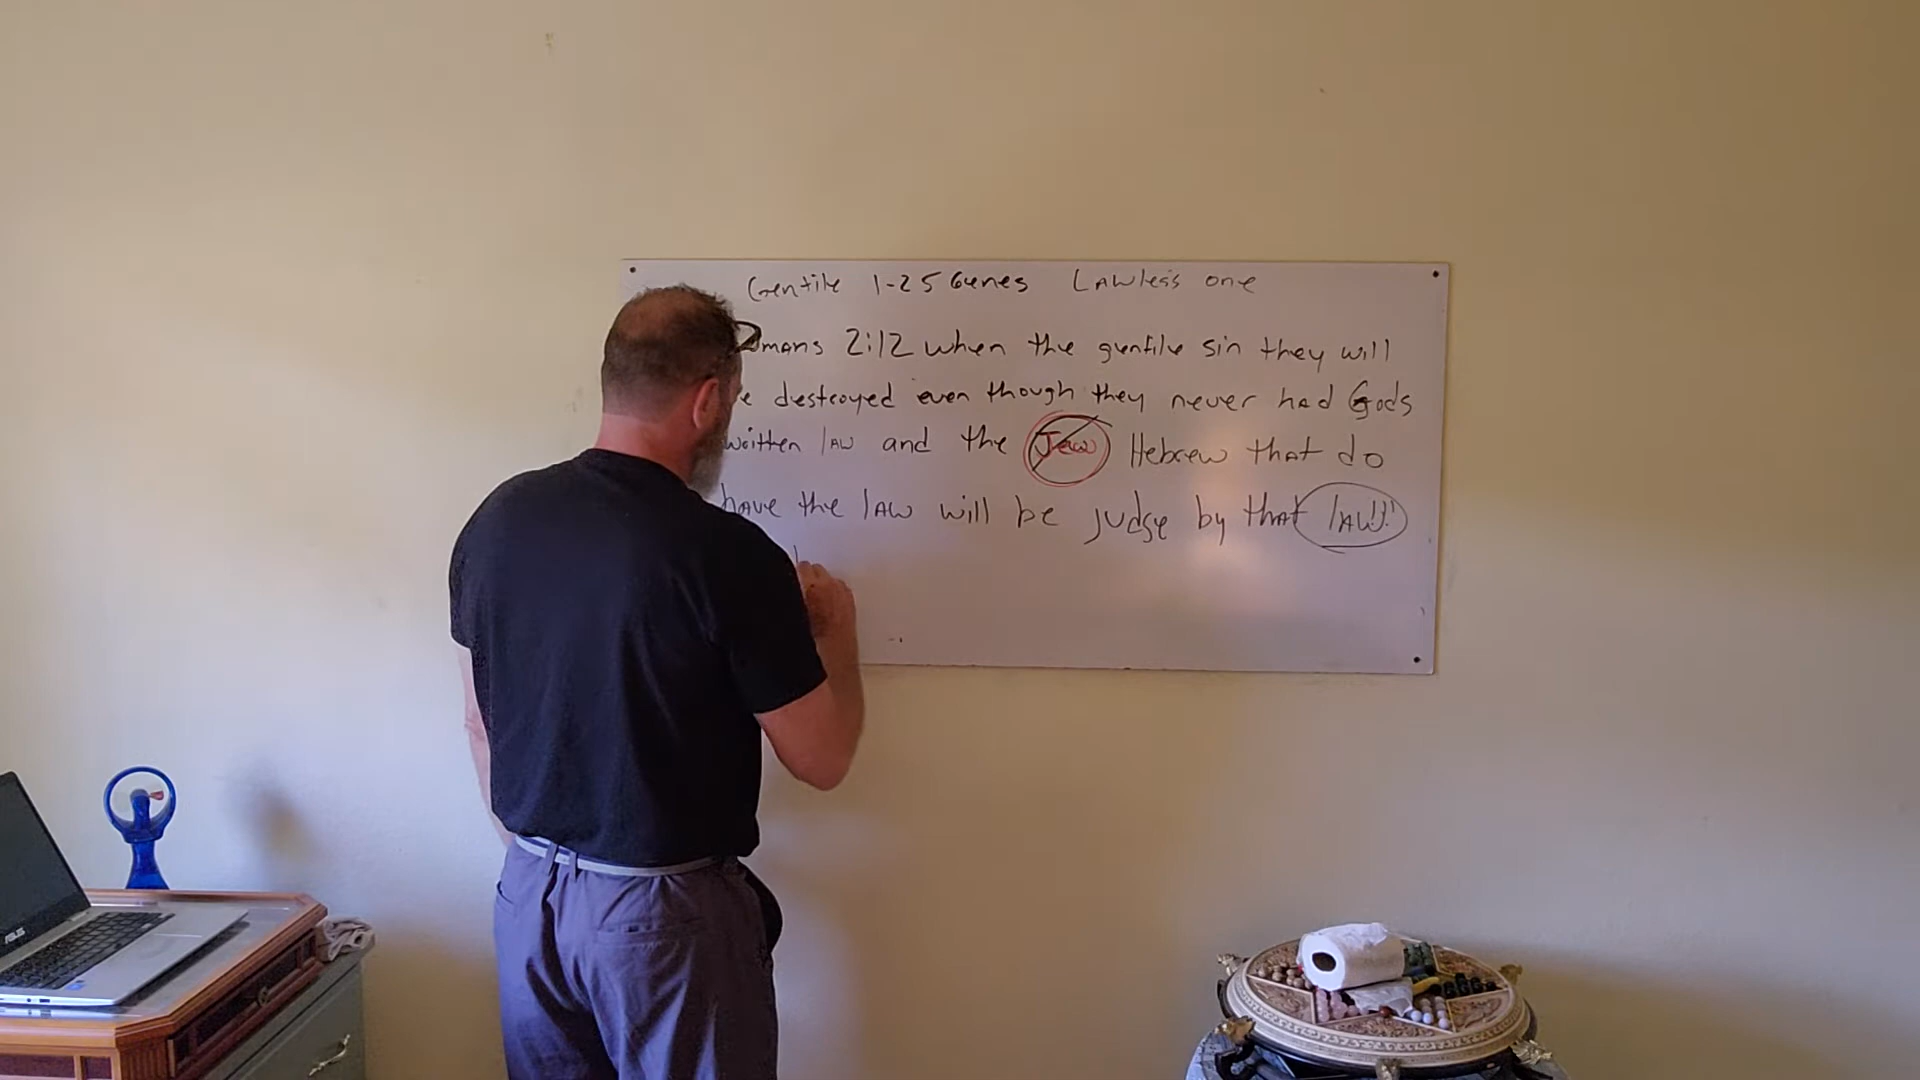 Gentile 1-25 Genes Lawless one
Romans 2:12 when the gentile sin they will
e destroyed even though they never had Gods
written law and the Jew Hebrew that do
have the law will be judge by that law!!!
ASUS